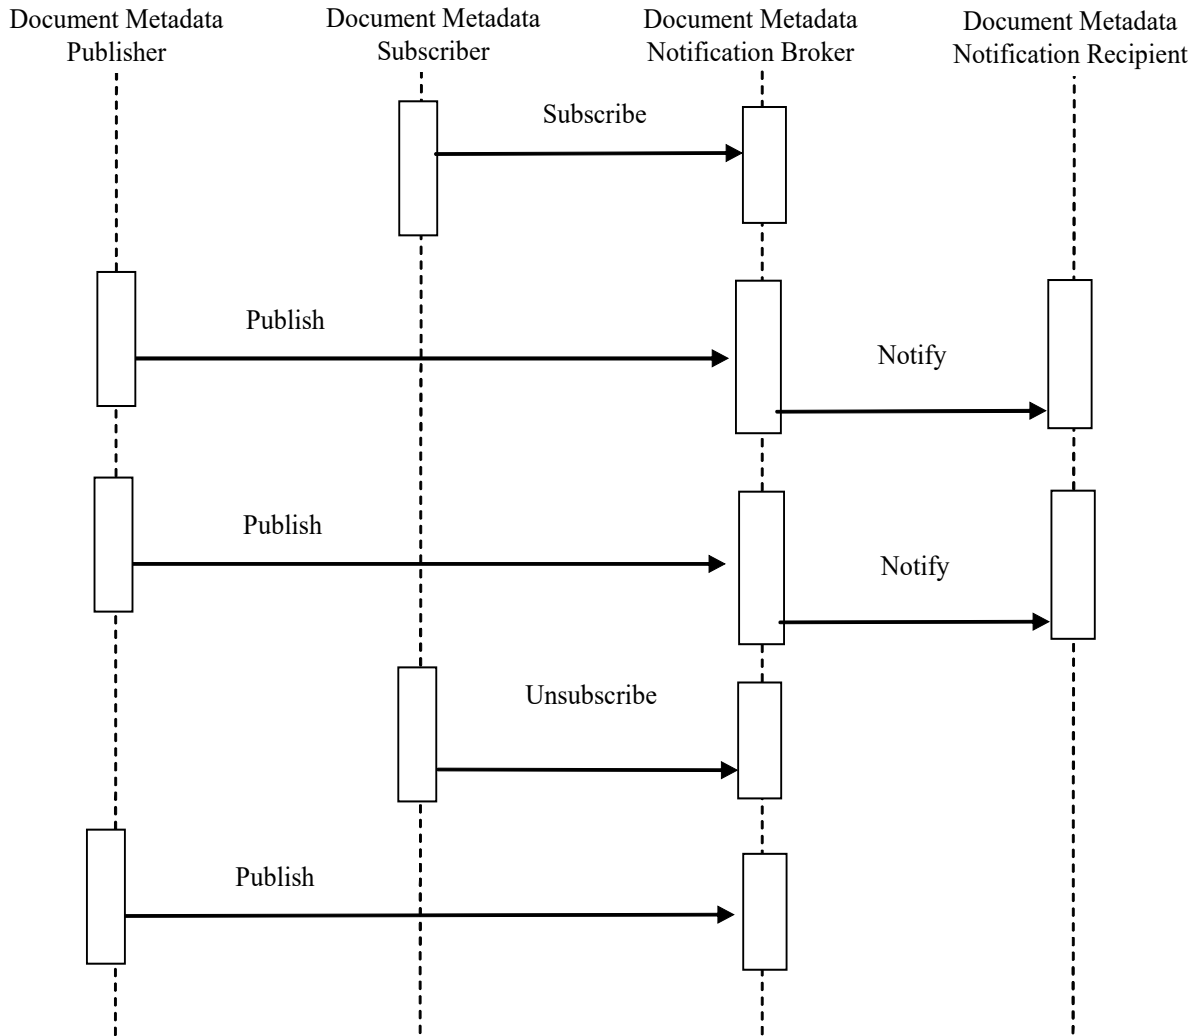 Document Metadata
Publisher
Document Metadata
Subscriber
Document Metadata
Notification Broker
Document Metadata
Notification Recipient
Subscribe
Publish
Notify
Publish
Notify
Unsubscribe
Publish